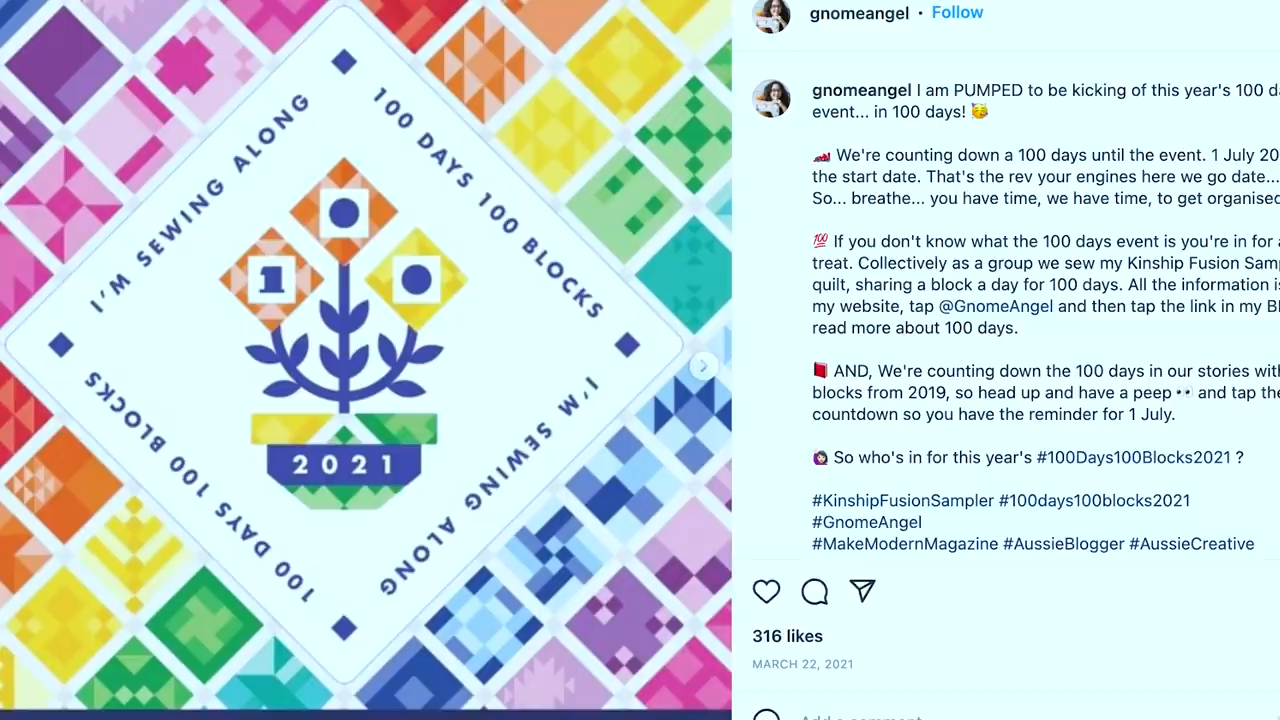 I'M SEWING ALONG
100 DAYS 100 BLOCKS
1
2021
100 DAYS 100 BLOCKS
I'M SEWING ALONG
gnomeangel • Follow
gnomeangel I am PUMPED to be kicking of this year's 100 d
event... in 100 days! 🥳
🏎️ We're counting down a 100 days until the event. 1 July 20
the start date. That's the rev your engines here we go date...
So... breathe... you have time, we have time, to get organised
💯 If you don't know what the 100 days event is you're in for a
treat. Collectively as a group we sew my Kinship Fusion Sam
quilt, sharing a block a day for 100 days. All the information is
my website, tap @GnomeAngel and then tap the link in my B
read more about 100 days.
📕 AND, We're counting down the 100 days in our stories wit
blocks from 2019, so head up and have a peep 👀 and tap the
countdown so you have the reminder for 1 July.
🙋🏻‍♀️ So who's in for this year's #100Days100Blocks2021 ?
#KinshipFusionSampler #100days100blocks2021
#GnomeAngel
#MakeModernMagazine #AussieBlogger #AussieCreative
316 likes
MARCH 22, 2021
Add a comment